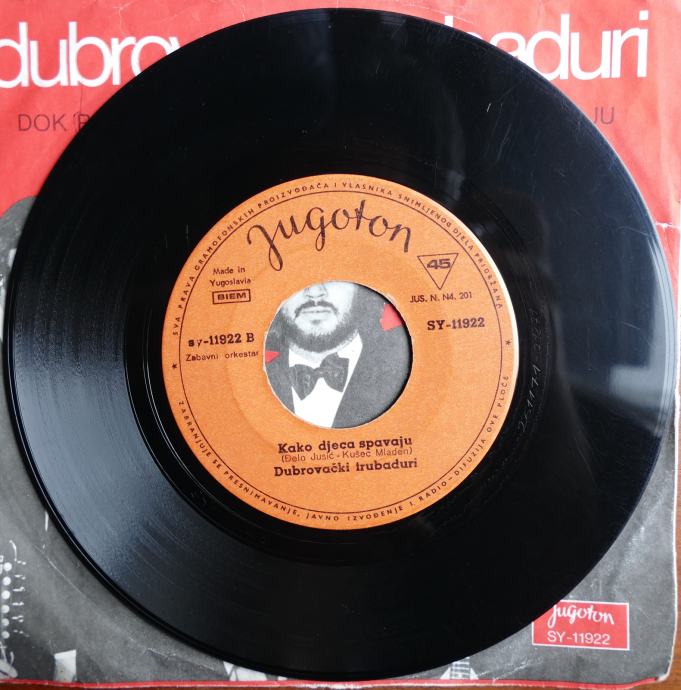 dubrov baduri
DOK JU
SVA PRAVA GRAMOFONSKIH PROIZVOĐAČA I VLASNIKA SNIMLJENOG DJELA PRIDRŽANA
Jugoton
Made in
Yugoslavia
BIEM
45
JUS. N. N4. 201
sy-11922 B
SY-11922
Zabavni orkestar
Kako djeca spavaju
(Đelo Jusić - Kušec Mladen)
Dubrovački trubaduri
ZABRANJUJE SE PRESNIMAVANJE, JAVNO IZVOĐENJE I RADIO-DIFUZIJA OVE PLOČE
Jugoton
SY-11922